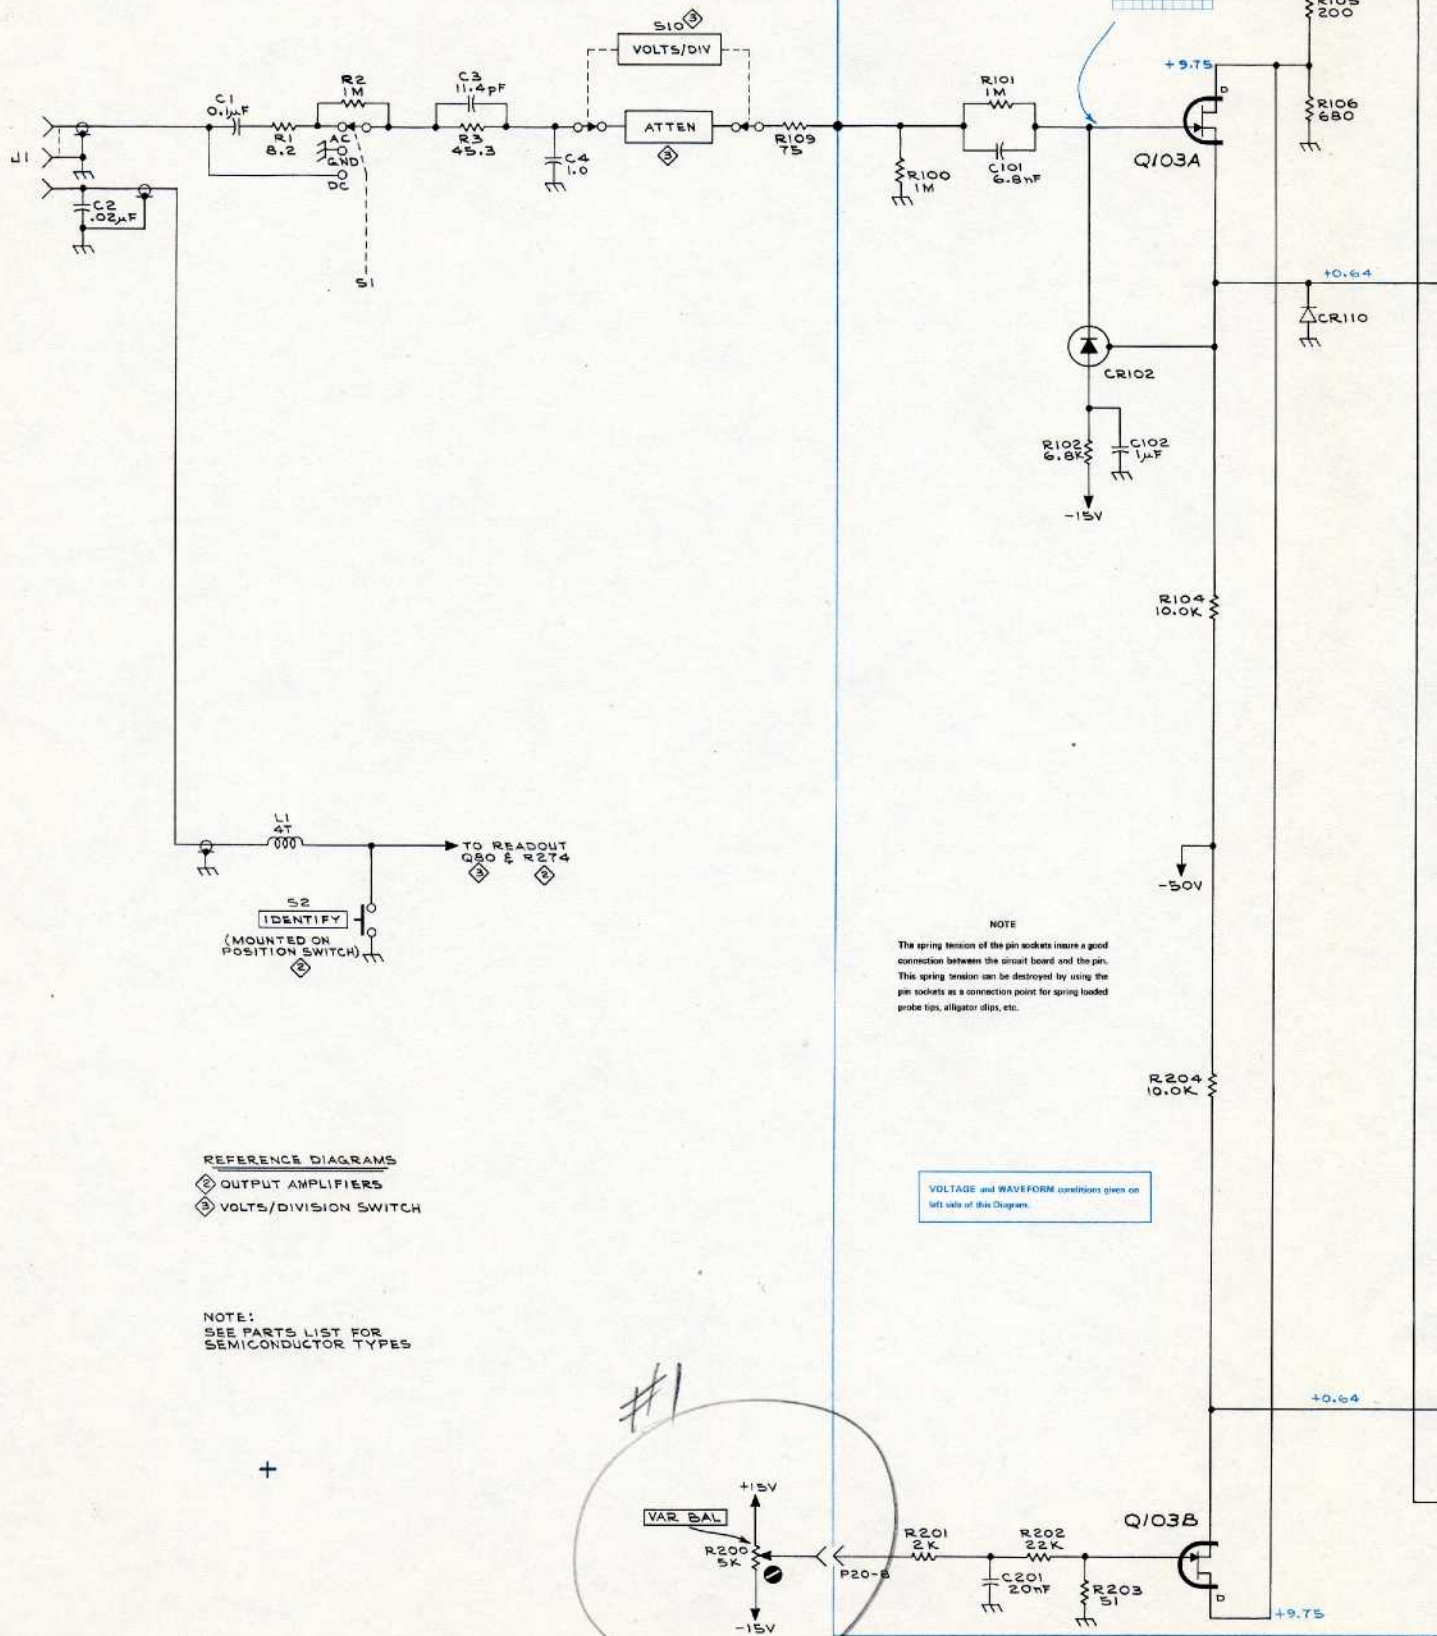 S10 3
VOLTS/DIV
R105
200
+9.75
D
R106
680
Q103A
C1
0.1µF
R1
8.2
R2
1M
AC
GND
DC
C3
11.4pF
R3
45.3
C4
1.0
ATTEN
3
R109
75
R100
1M
R101
1M
C101
6.8nF
J1
C2
.02µF
S1
+0.64
CR110
CR102
R102
6.8K
C102
1µF
-15V
R104
10.0K
L1
4T
TO READOUT
Q80 & R274
3 2
S2
IDENTIFY
(MOUNTED ON
POSITION SWITCH)
2
-50V
NOTE
The spring tension of the pin sockets insure a good
connection between the circuit board and the pin.
This spring tension can be destroyed by using the
pin sockets as a connection point for spring loaded
probe tips, alligator clips, etc.
R204
10.0K
REFERENCE DIAGRAMS
2 OUTPUT AMPLIFIERS
3 VOLTS/DIVISION SWITCH
VOLTAGE and WAVEFORM conditions given on
left side of this Diagram.
NOTE:
SEE PARTS LIST FOR
SEMICONDUCTOR TYPES
#1
+0.64
+15V
VAR BAL
R200
5K
-15V
P20-B
R201
2K
C201
20nF
R202
22K
R203
51
Q103B
D
+9.75